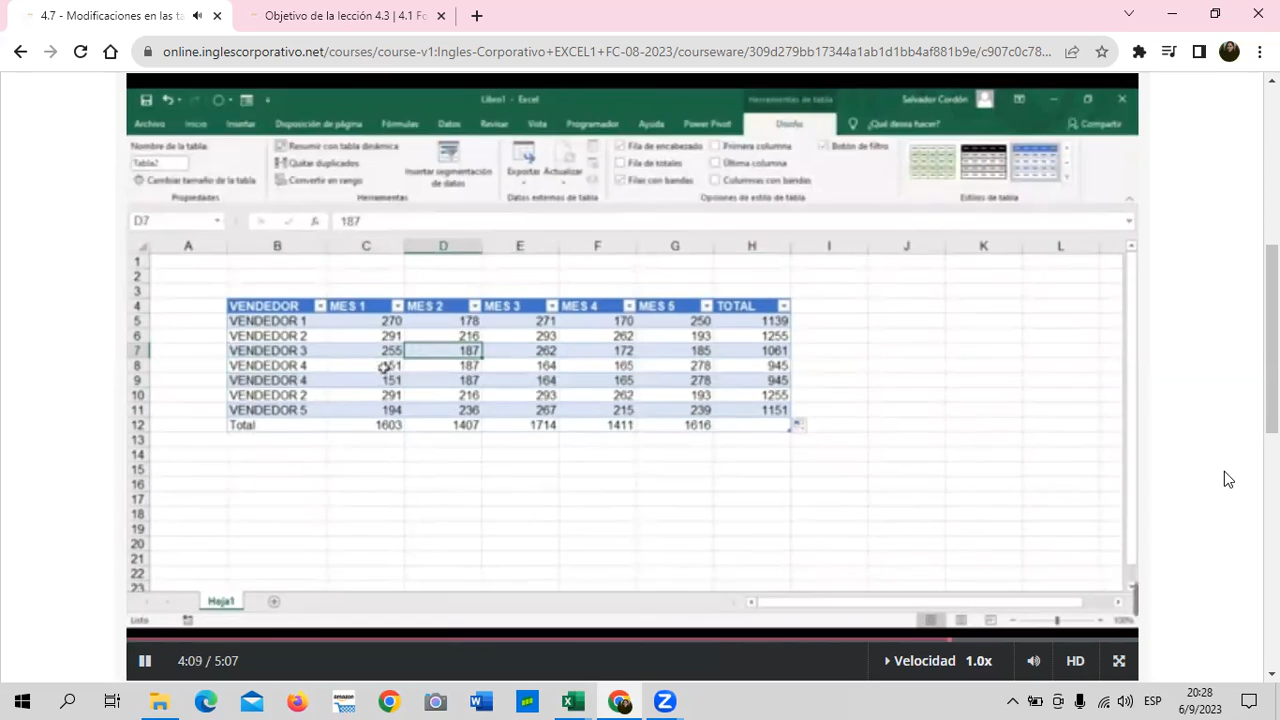 4.7 - Modificaciones en las ta
Objetivo de la lección 4.3 | 4.1 Fo
online.inglescorporativo.net/courses/course-v1:Ingles-Corporativo+EXCEL1+FC-08-2023/courseware/309d279bb17344a1ab1d1bb4af881b9e/c907c0c78...
Libro1 - Excel
Herramientas de tabla
Salvador Cordón
Archivo Inicio Insertar Disposición de página Fórmulas Datos Revisar Vista Programador Ayuda Power Pivot Diseño ¿Qué desea hacer? Compartir
Nombre de la tabla:
Tabla7
Cambiar tamaño de la tabla
Propiedades
Resumir con tabla dinámica
Quitar duplicados
Convertir en rango
Insertar segmentación de datos
Herramientas
Exportar Actualizar
Datos externos de tabla
Fila de encabezado Primera columna Botón de filtro
Fila de totales Última columna
Filas con bandas Columnas con bandas
Opciones de estilo de tabla
Estilos de tabla
D7 fx 187
A B C D E F G H I J K L
1
2
3
4 VENDEDOR MES 1 MES 2 MES 3 MES 4 MES 5 TOTAL
5 VENDEDOR 1 270 178 271 170 250 1139
6 VENDEDOR 2 291 216 293 262 193 1255
7 VENDEDOR 3 255 187 262 172 185 1061
8 VENDEDOR 4 151 187 164 165 278 945
9 VENDEDOR 4 151 187 164 165 278 945
10 VENDEDOR 2 291 216 293 262 193 1255
11 VENDEDOR 5 194 236 267 215 239 1151
12 Total 1603 1407 1714 1411 1616
13
14
15
16
17
18
19
20
21
22
23
Hoja1
Listo 100%
4:09 / 5:07 Velocidad 1.0x HD
ESP
20:28
6/9/2023